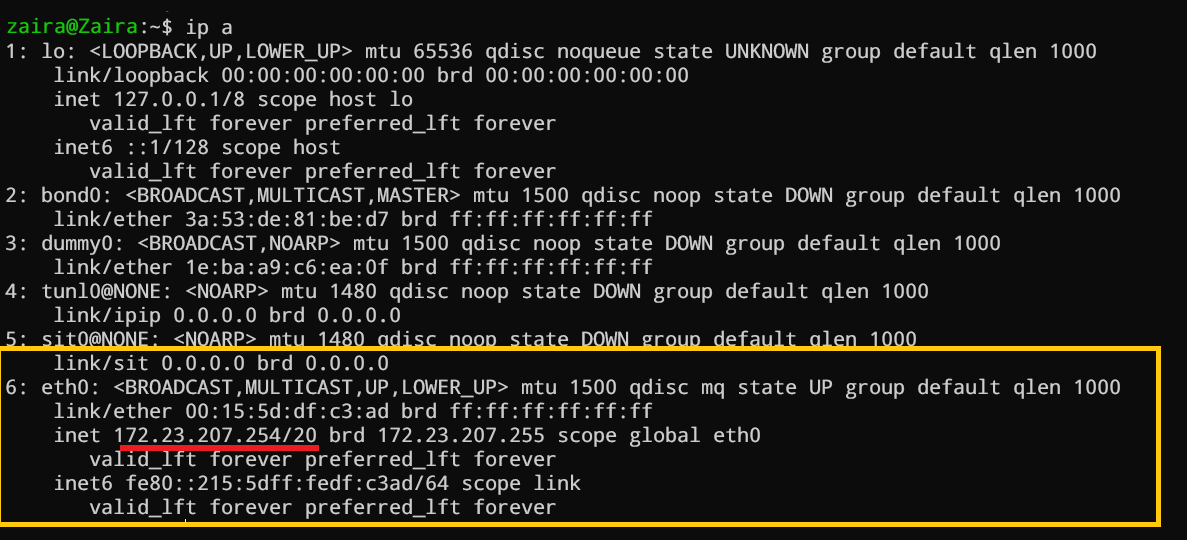 zaira@Zaira:~$ ip a
1: lo: <LOOPBACK,UP,LOWER_UP> mtu 65536 qdisc noqueue state UNKNOWN group default qlen 1000
    link/loopback 00:00:00:00:00:00 brd 00:00:00:00:00:00
    inet 127.0.0.1/8 scope host lo
       valid_lft forever preferred_lft forever
    inet6 ::1/128 scope host
       valid_lft forever preferred_lft forever
2: bond0: <BROADCAST,MULTICAST,MASTER> mtu 1500 qdisc noop state DOWN group default qlen 1000
    link/ether 3a:53:de:81:be:d7 brd ff:ff:ff:ff:ff:ff
3: dummy0: <BROADCAST,NOARP> mtu 1500 qdisc noop state DOWN group default qlen 1000
    link/ether 1e:ba:a9:c6:ea:0f brd ff:ff:ff:ff:ff:ff
4: tunl0@NONE: <NOARP> mtu 1480 qdisc noop state DOWN group default qlen 1000
    link/ipip 0.0.0.0 brd 0.0.0.0
5: sit0@NONE: <NOARP> mtu 1480 qdisc noop state DOWN group default qlen 1000
    link/sit 0.0.0.0 brd 0.0.0.0
6: eth0: <BROADCAST,MULTICAST,UP,LOWER_UP> mtu 1500 qdisc mq state UP group default qlen 1000
    link/ether 00:15:5d:df:c3:ad brd ff:ff:ff:ff:ff:ff
    inet 172.23.207.254/20 brd 172.23.207.255 scope global eth0
       valid_lft forever preferred_lft forever
    inet6 fe80::215:5dff:fedf:c3ad/64 scope link
       valid_lft forever preferred_lft forever